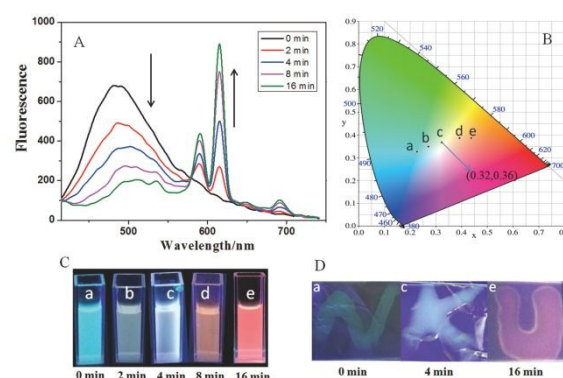 A
1000
800
600
400
200
0
Fluorescence
500
600
700
Wavelength/nm
0 min
2 min
4 min
8 min
16 min
B
0.9
0.8
0.7
0.6
0.5
0.4
0.3
0.2
0.1
0.0
y
520
540
560
580
600
620
700
500
490
480
470
460
380
a b c d e
(0.32,0.36)
0.0 0.1 0.2 0.3 0.4 0.5 0.6 0.7 0.8
x
C
a b c d e
0 min 2 min 4 min 8 min 16 min
D
a c e
0 min 4 min 16 min